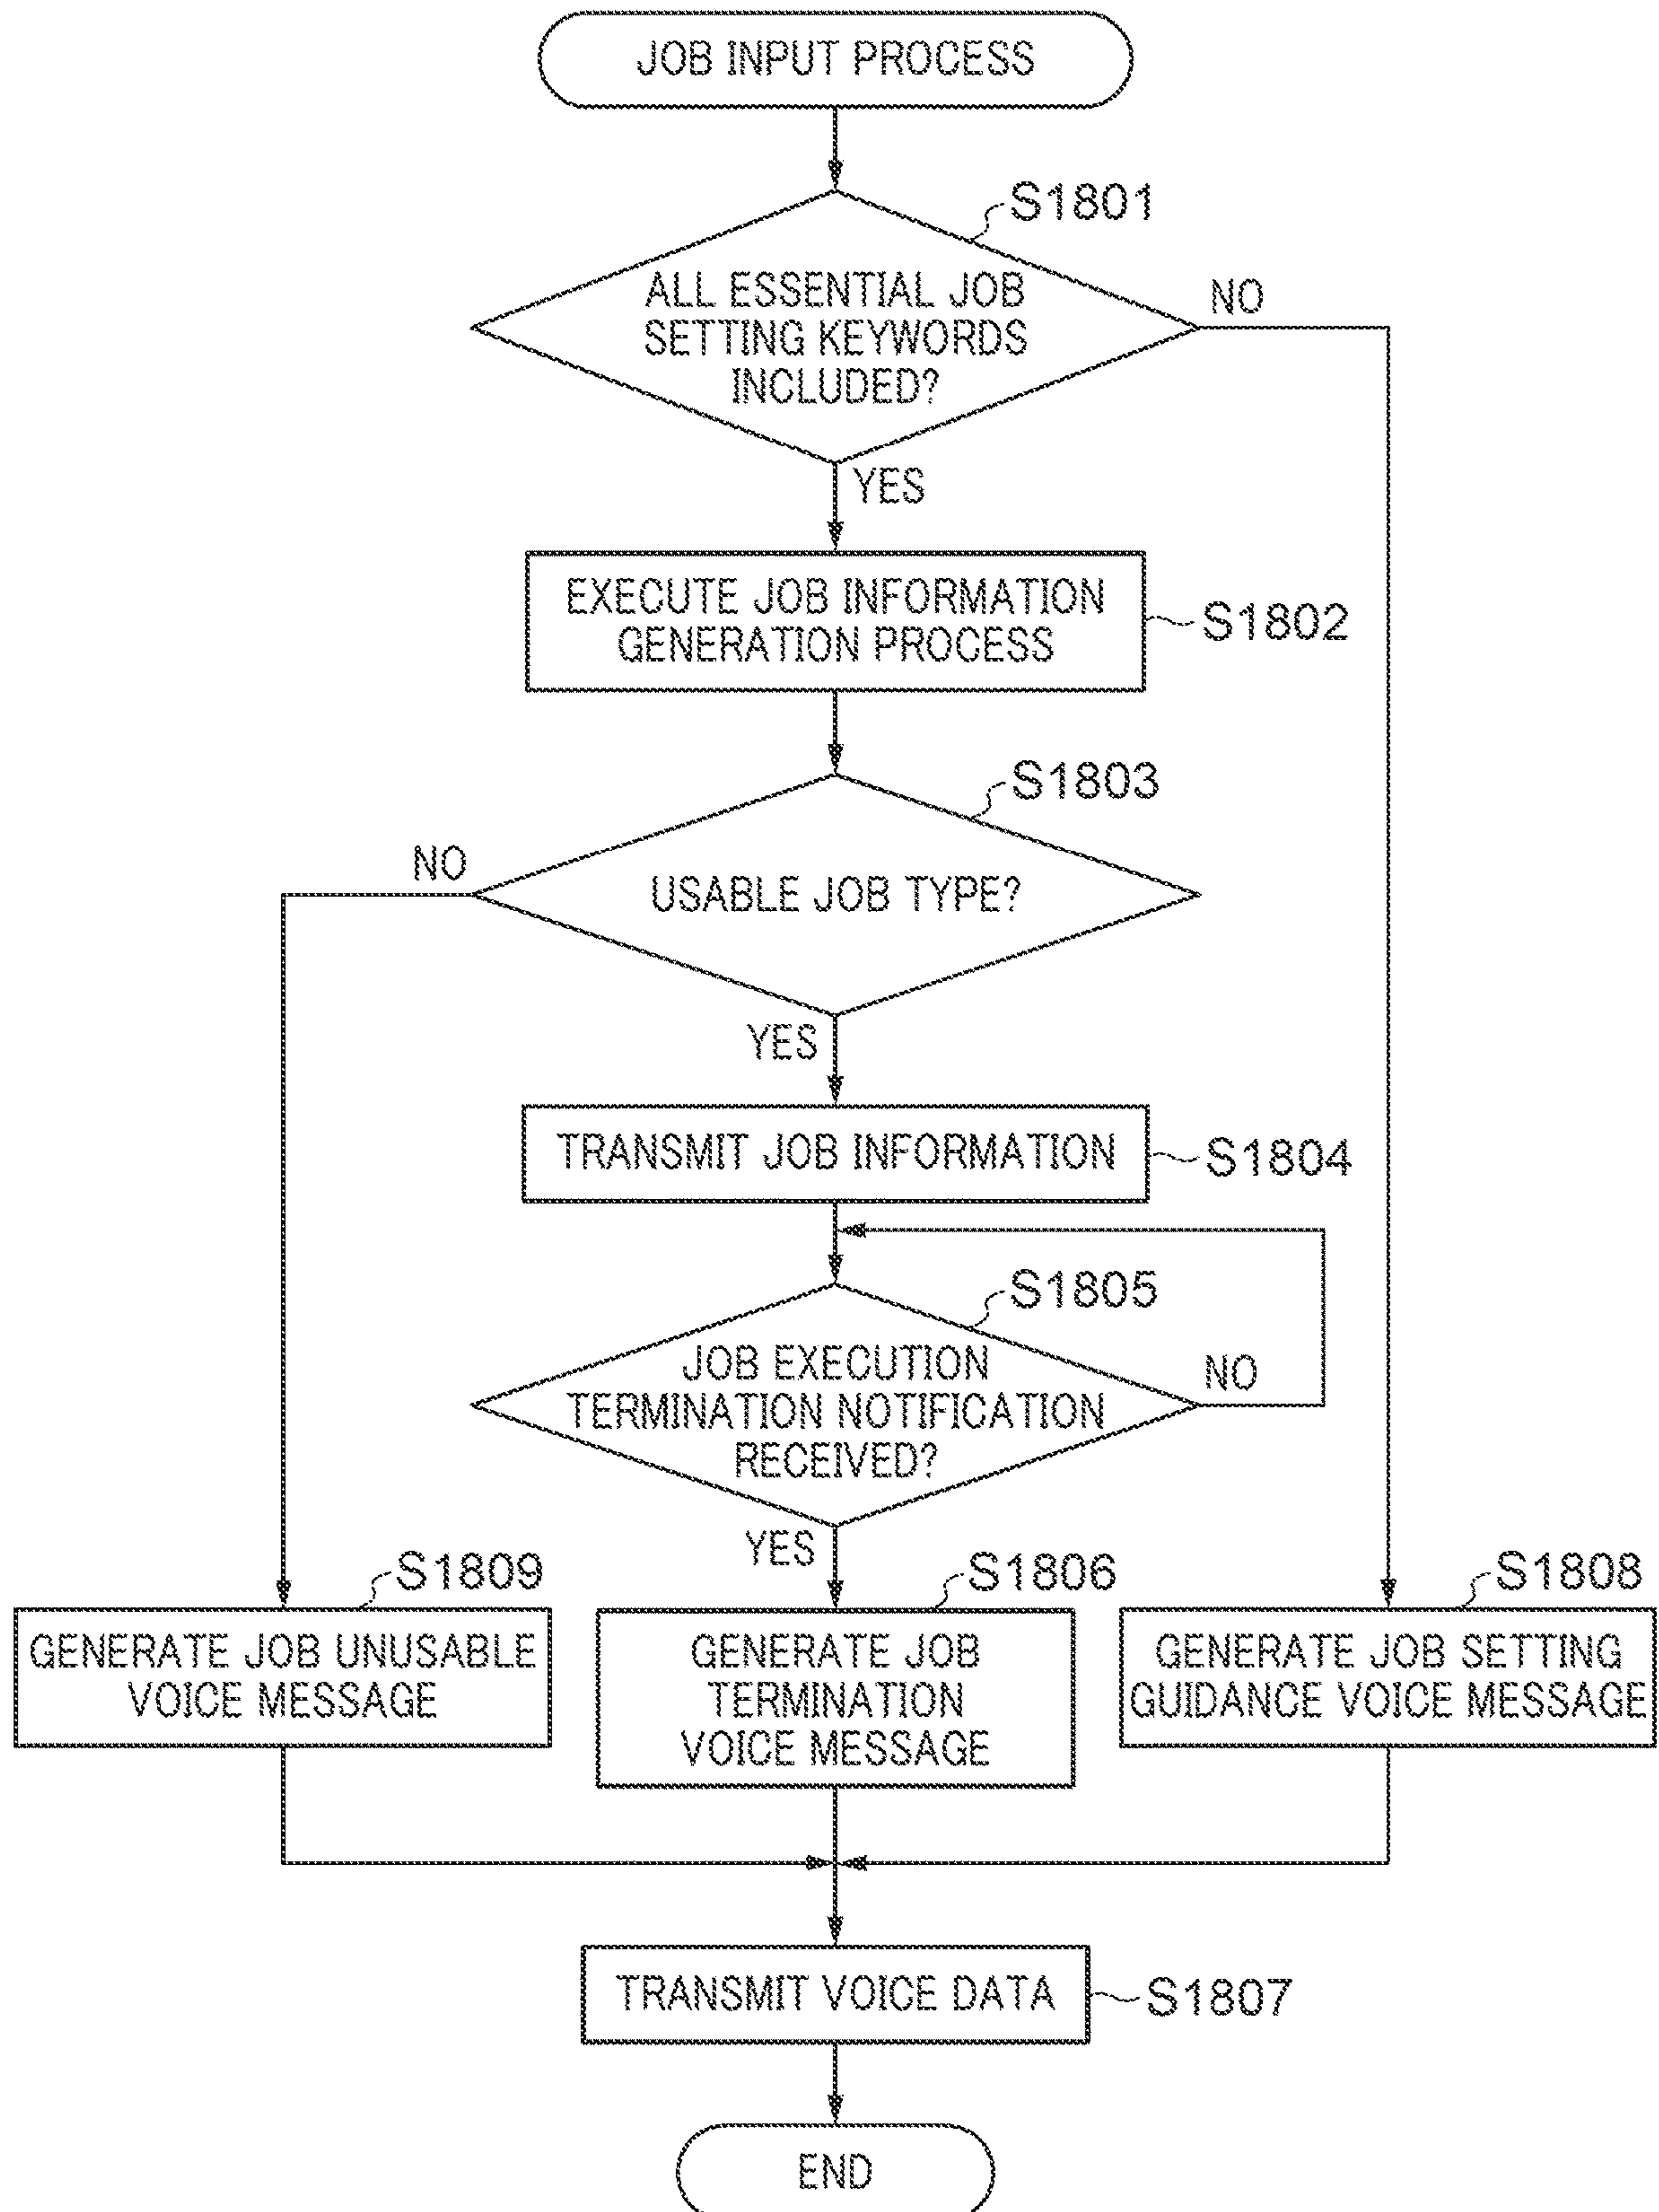 JOB INPUT PROCESS
S1801
ALL ESSENTIAL JOB
SETTING KEYWORDS
INCLUDED?
NO
YES
EXECUTE JOB INFORMATION
GENERATION PROCESS
S1802
S1803
NO
USABLE JOB TYPE?
YES
TRANSMIT JOB INFORMATION
S1804
S1805
JOB EXECUTION
TERMINATION NOTIFICATION
RECEIVED?
NO
YES
S1809
GENERATE JOB UNUSABLE
VOICE MESSAGE
S1806
GENERATE JOB
TERMINATION
VOICE MESSAGE
S1808
GENERATE JOB SETTING
GUIDANCE VOICE MESSAGE
TRANSMIT VOICE DATA
S1807
END